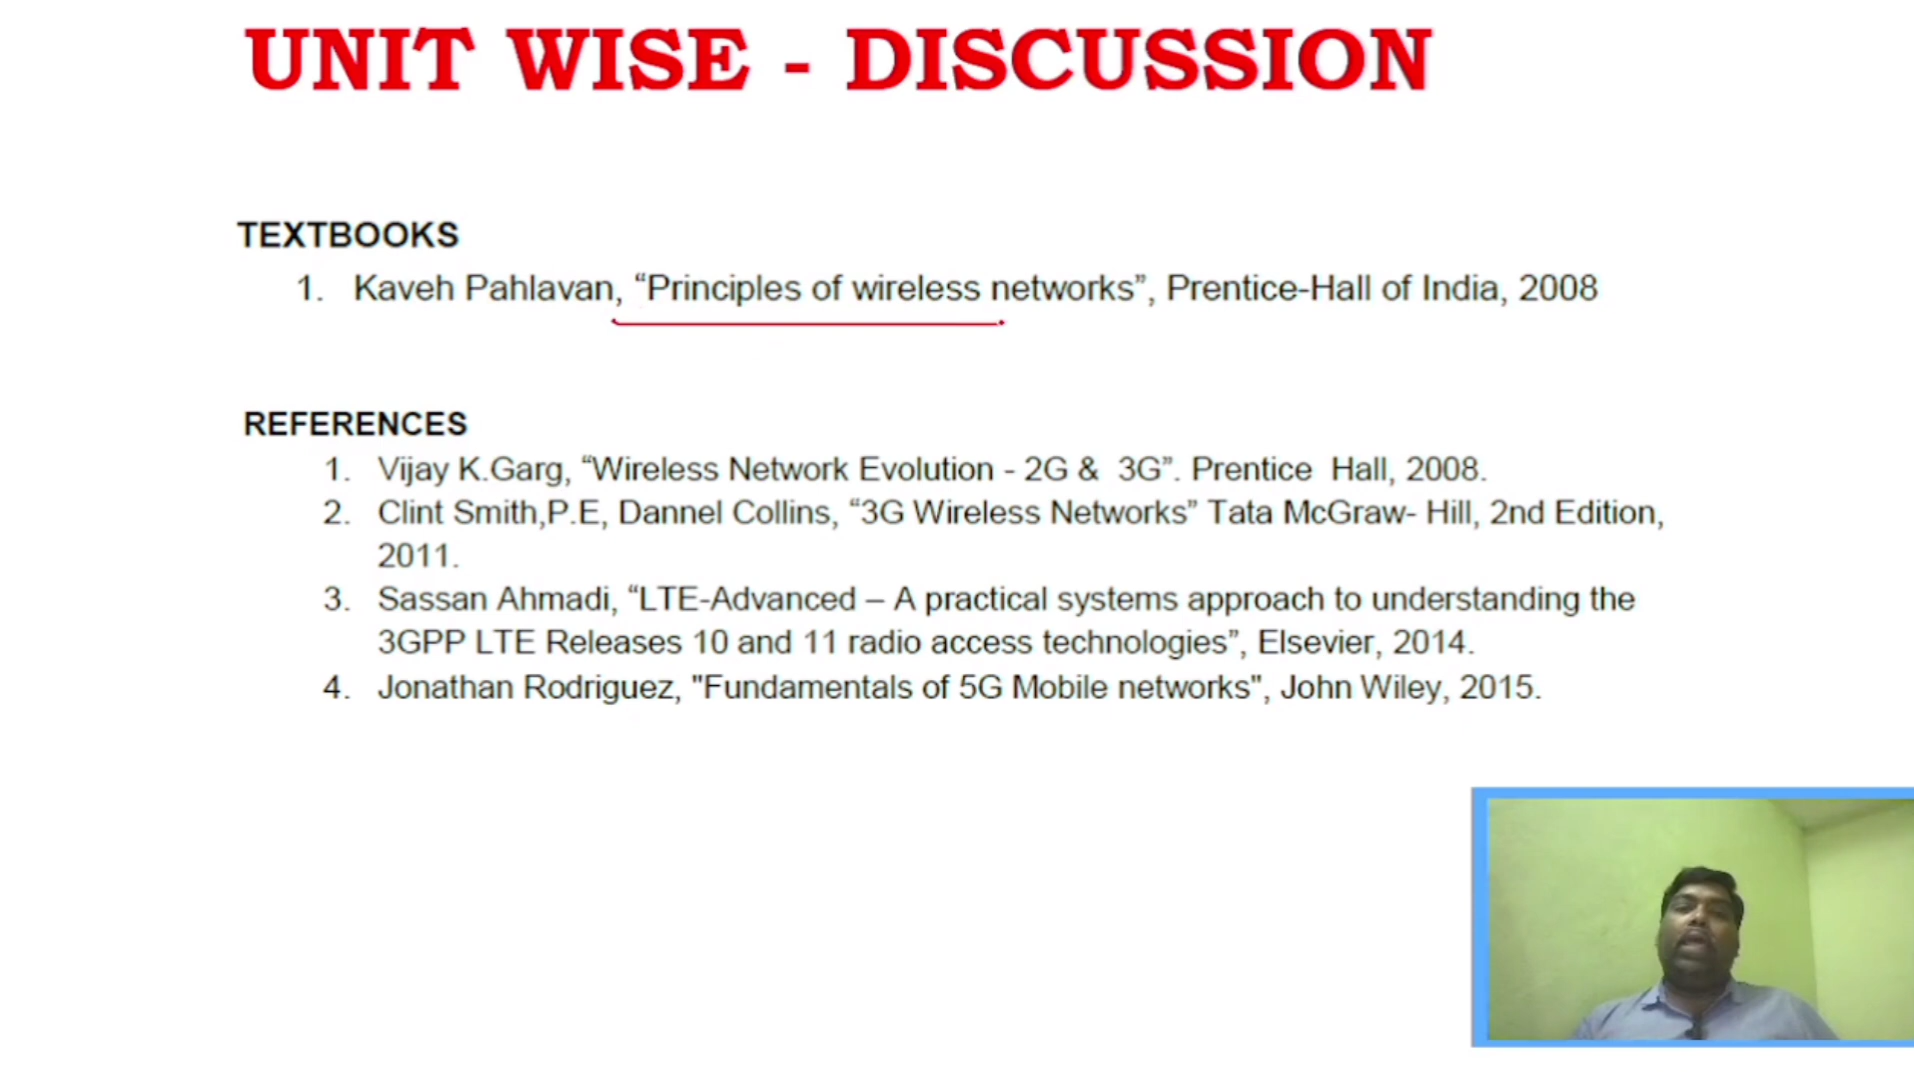 UNIT WISE - DISCUSSION
TEXTBOOKS
1. Kaveh Pahlavan, “Principles of wireless networks”, Prentice-Hall of India, 2008
REFERENCES
1. Vijay K.Garg, “Wireless Network Evolution - 2G & 3G”. Prentice Hall, 2008.
2. Clint Smith,P.E, Dannel Collins, “3G Wireless Networks” Tata McGraw- Hill, 2nd Edition,
2011.
3. Sassan Ahmadi, “LTE-Advanced – A practical systems approach to understanding the
3GPP LTE Releases 10 and 11 radio access technologies”, Elsevier, 2014.
4. Jonathan Rodriguez, "Fundamentals of 5G Mobile networks", John Wiley, 2015.